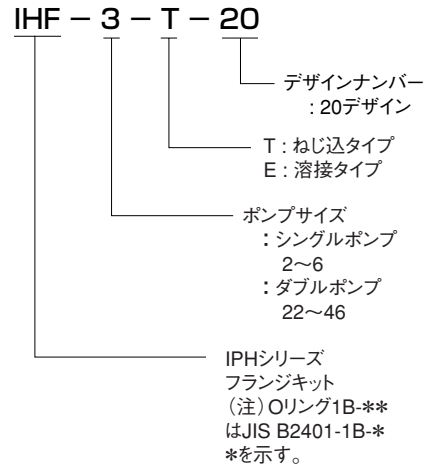 IHF − 3 − T − 20
デザインナンバー
: 20デザイン
T : ねじ込タイプ
E : 溶接タイプ
ポンプサイズ
: シングルポンプ
2〜6
: ダブルポンプ
22〜46
IPHシリーズ
フランジキット
(注) Oリング1B-**
はJIS B2401-1B-*
*を示す。